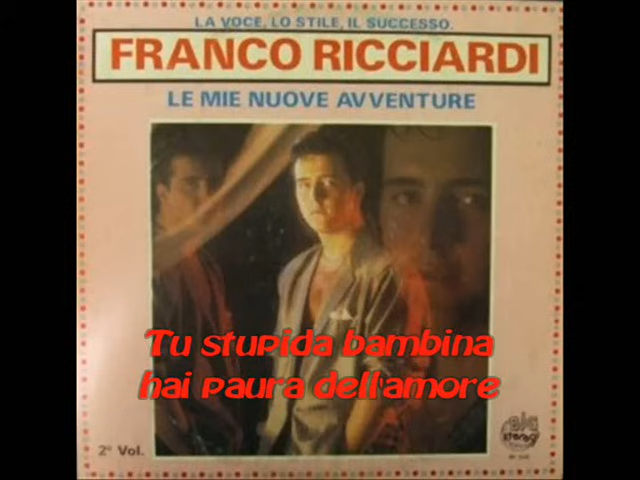 LA VOCE, LO STILE, IL SUCCESSO.
FRANCO RICCIARDI
LE MIE NUOVE AVVENTURE
Tu stupida bambina
hai paura dell'amore
2° Vol.